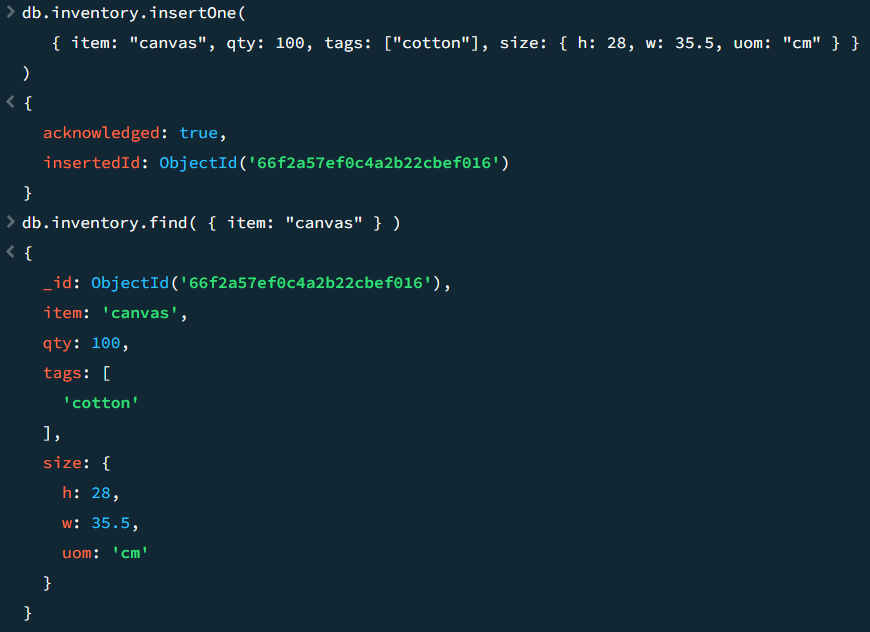 > db.inventory.insertOne(
{ item: "canvas", qty: 100, tags: ["cotton"], size: { h: 28, w: 35.5, uom: "cm" } }
)
< {
acknowledged: true,
insertedId: ObjectId('66f2a57ef0c4a2b22cbef016')
}
> db.inventory.find( { item: "canvas" } )
< {
_id: ObjectId('66f2a57ef0c4a2b22cbef016'),
item: 'canvas',
qty: 100,
tags: [
'cotton'
],
size: {
h: 28,
w: 35.5,
uom: 'cm'
}
}